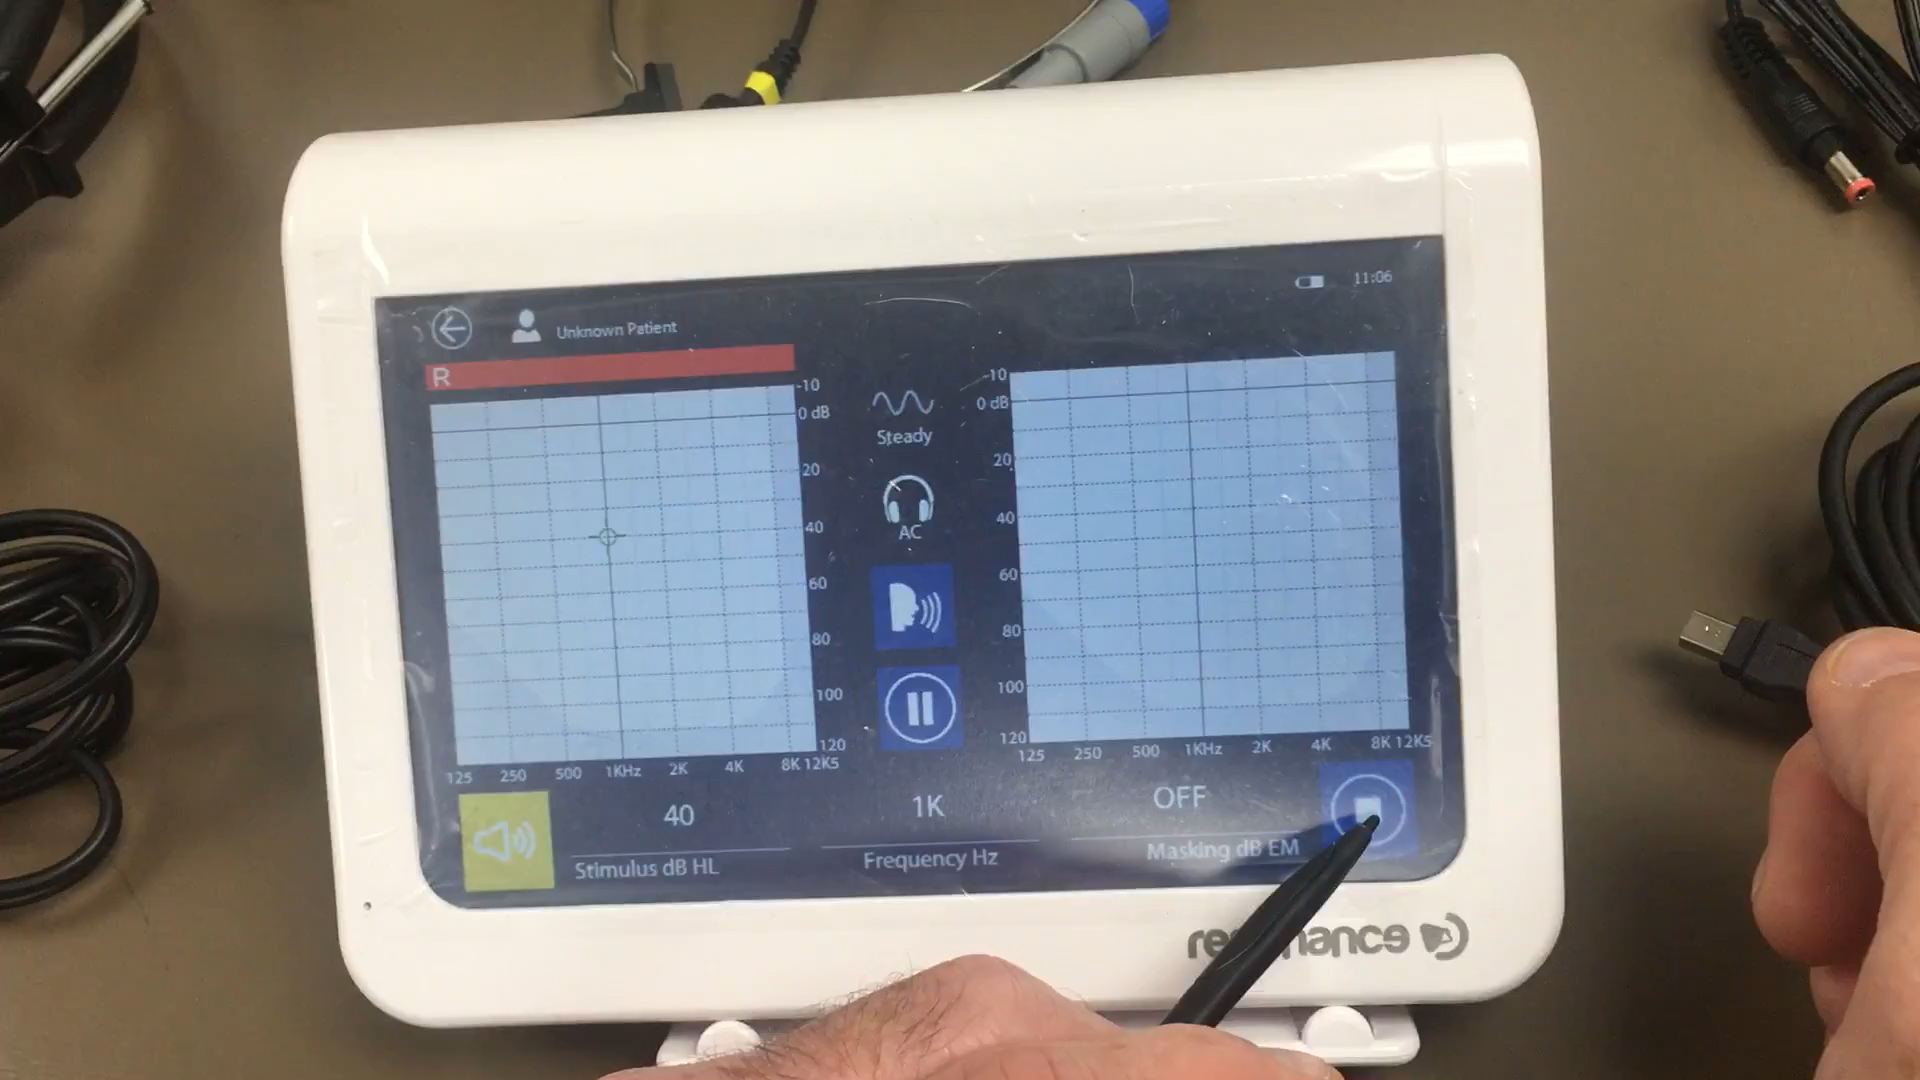 11:06
Unknown Patient
R
-10
0 dB
20
40
60
80
100
120
125 250 500 1KHz 2K 4K 8K 12K5
Steady
AC
-10
0 dB
20
40
60
80
100
120
125 250 500 1KHz 2K 4K 8K 12K5
40
Stimulus dB HL
1K
Frequency Hz
OFF
Masking dB EM